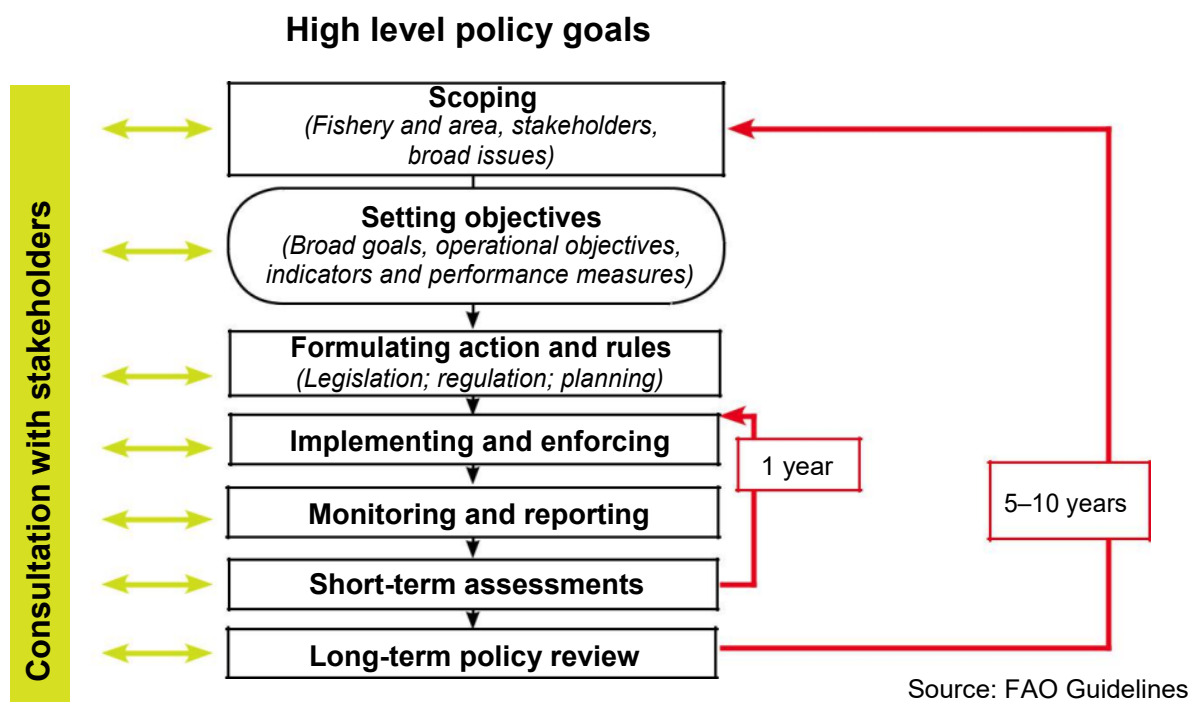 High level policy goals
Consultation with stakeholders
Scoping
(Fishery and area, stakeholders,
broad issues)
Setting objectives
(Broad goals, operational objectives,
indicators and performance measures)
Formulating action and rules
(Legislation; regulation; planning)
Implementing and enforcing
1 year
Monitoring and reporting
5–10 years
Short-term assessments
Long-term policy review
Source: FAO Guidelines